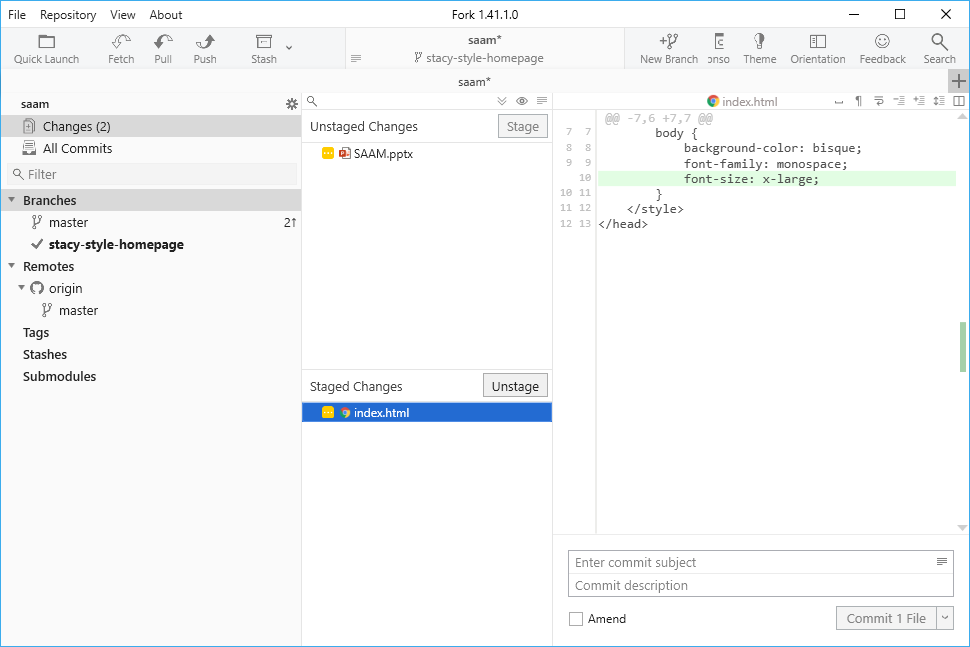 File Repository View About Fork 1.41.1.0
Quick Launch Fetch Pull Push Stash
saam*
stacy-style-homepage
New Branch onso Theme Orientation Feedback Search
saam*
saam
Changes (2)
All Commits
Filter
Branches
master 2↑
stacy-style-homepage
Remotes
origin
master
Tags
Stashes
Submodules
Unstaged Changes Stage
SAAM.pptx
Staged Changes Unstage
index.html
index.html
@@ -7,6 +7,7 @@
7 7 body {
8 8 background-color: bisque;
9 9 font-family: monospace;
10 font-size: x-large;
10 11 }
11 12 </style>
12 13 </head>
Enter commit subject
Commit description
Amend Commit 1 File